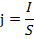 j = I/S